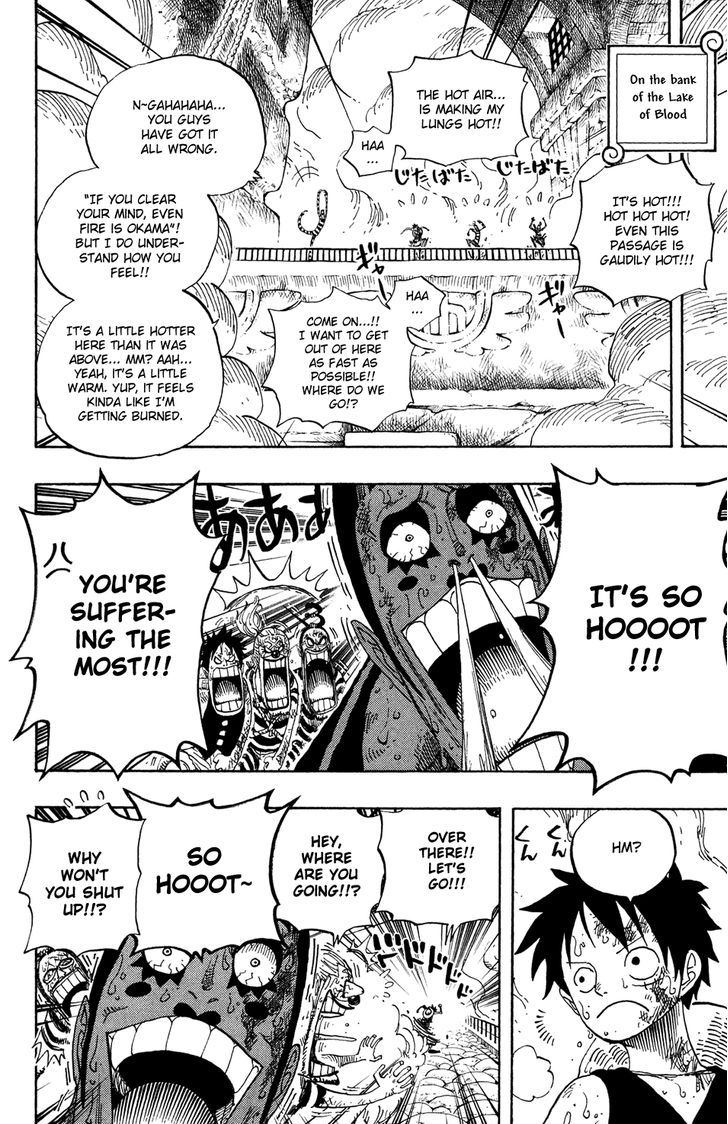 On the bank
of the Lake
of Blood
IT'S HOT!!!
HOT HOT HOT!
EVEN THIS
PASSAGE IS
GAUDILY HOT!!!
THE HOT AIR...
IS MAKING MY
LUNGS HOT!!
HAA
...
じたばた
じたばた
ギャー
ギャー
HAA
...
COME ON...!!
I WANT TO GET
OUT OF HERE
AS FAST AS
POSSIBLE!!
WHERE DO WE
GO!?
N~GAHAHAHA...
YOU GUYS
HAVE GOT IT
ALL WRONG.
"IF YOU CLEAR
YOUR MIND, EVEN
FIRE IS OKAMA"!
BUT I DO UNDER-
STAND HOW YOU
FEEL!!
IT'S A LITTLE HOTTER
HERE THAN IT WAS
ABOVE... MM? AAH...
YEAH, IT'S A LITTLE
WARM. YUP, IT FEELS
KINDA LIKE I'M
GETTING BURNED.
IT'S SO
HOOOOT
!!!
YOU'RE
SUFFER-
ING THE
MOST!!!
HM?
くん
くん
OVER
THERE!! LET'S
GO!!!
HEY,
WHERE ARE
YOU
GOING!!?
ドドドドド
SO
HOOOT~
WHY
WON'T
YOU SHUT
UP!!?